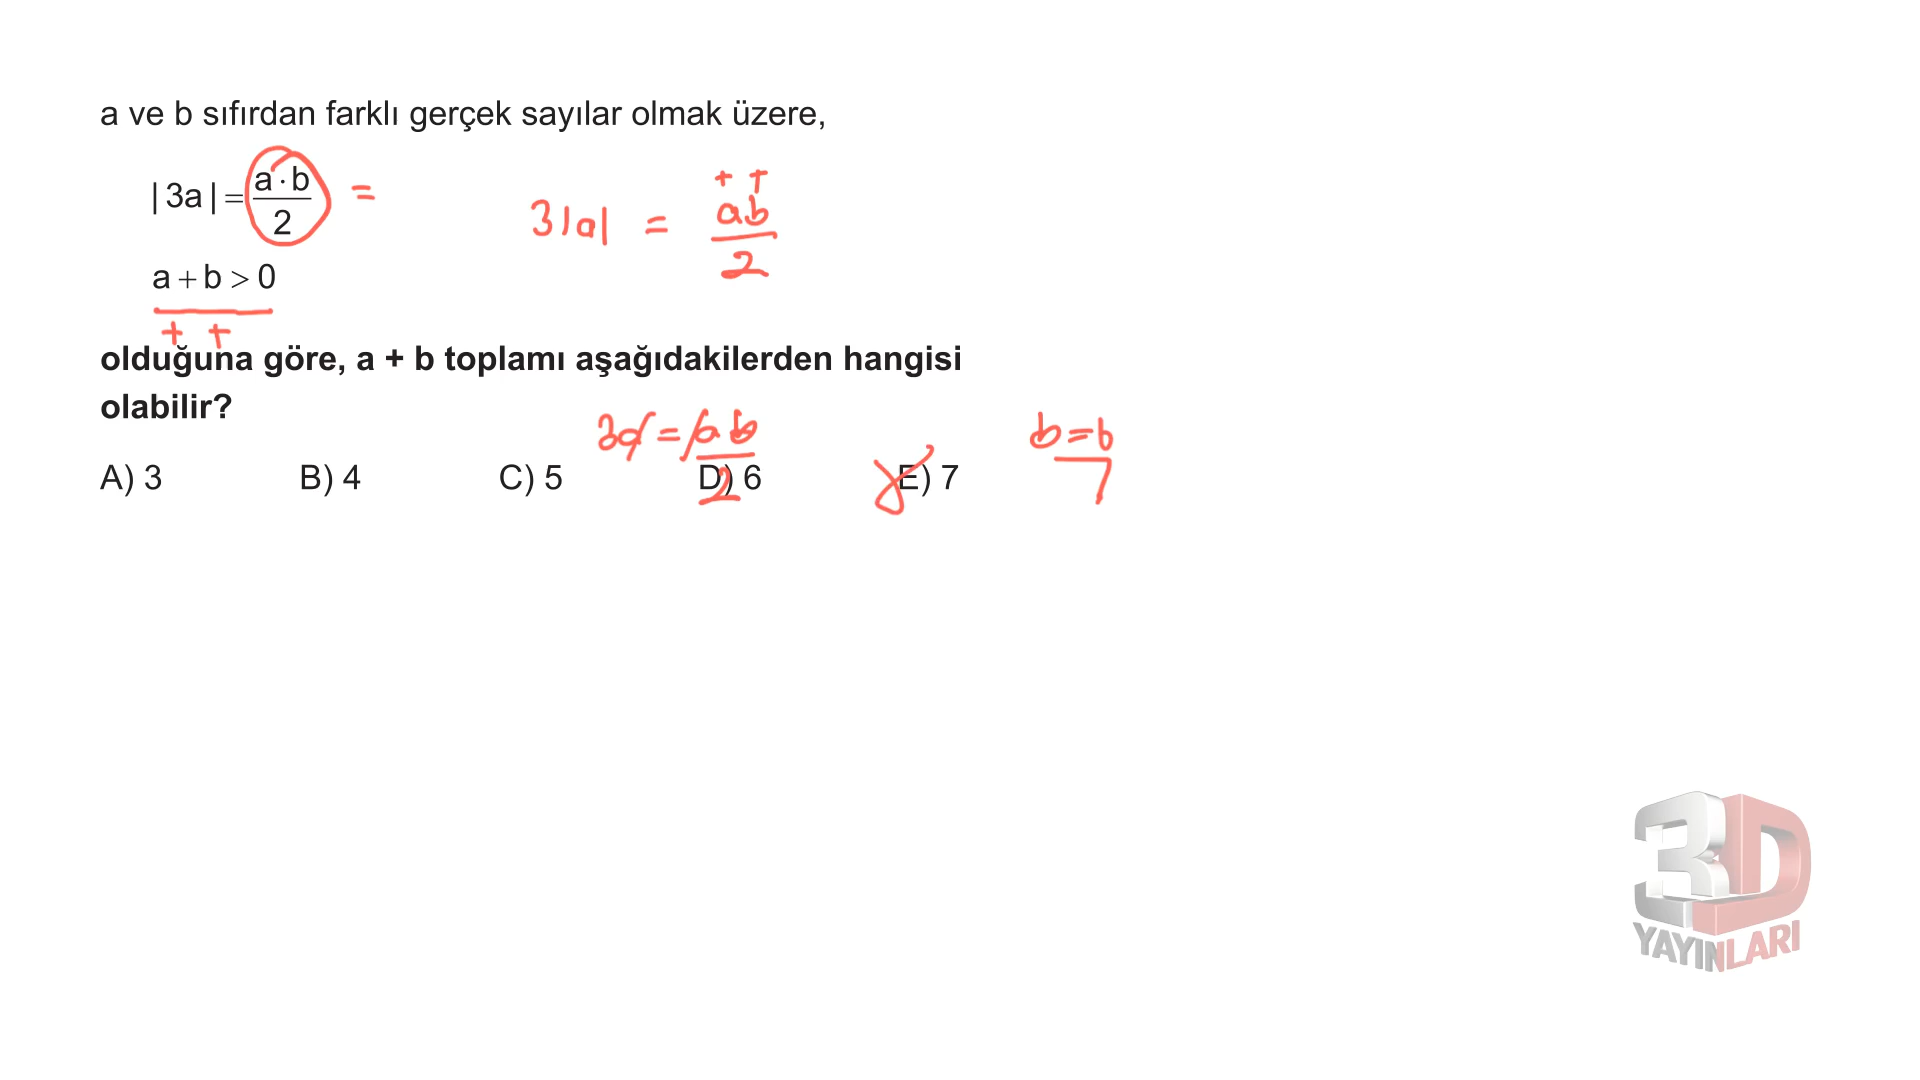 a ve b sıfırdan farklı gerçek sayılar olmak üzere,
|3a| = a·b/2 =
3|a| = ab/2
+ +
a + b > 0
+ +
olduğuna göre, a + b toplamı aşağıdakilerden hangisi
olabilir?
3a = ab/2
b = 6
A) 3 B) 4 C) 5 D) 6 E) 7
3D
YAYINLARI